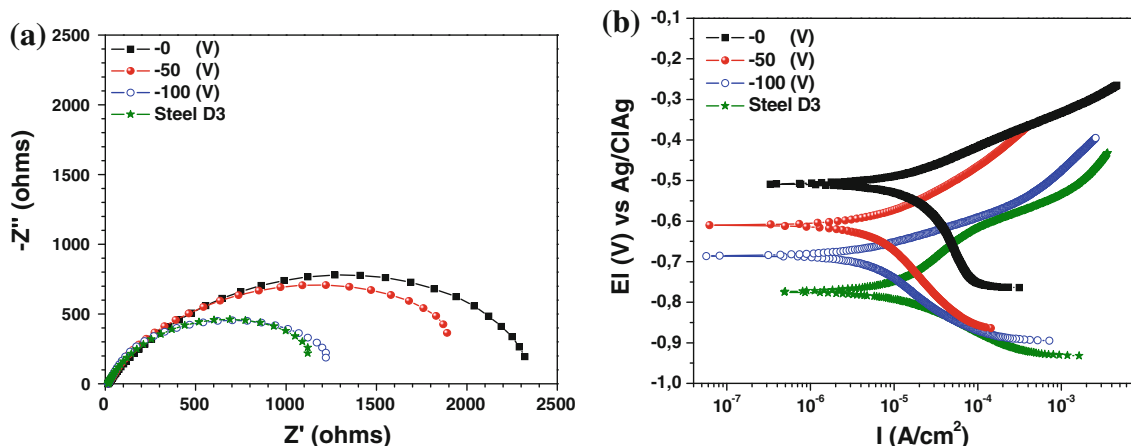 (a)
2500
2000
1500
1000
500
0
-Z'' (ohms)
-0 (V)
-50 (V)
-100 (V)
Steel D3
0 500 1000 1500 2000 2500
Z' (ohms)
(b)
-0,1
-0,2
-0,3
-0,4
-0,5
-0,6
-0,7
-0,8
-0,9
-1,0
EI (V) vs Ag/ClAg
-0 (V)
-50 (V)
-100 (V)
Steel D3
10⁻⁷ 10⁻⁶ 10⁻⁵ 10⁻⁴ 10⁻³
I (A/cm²)